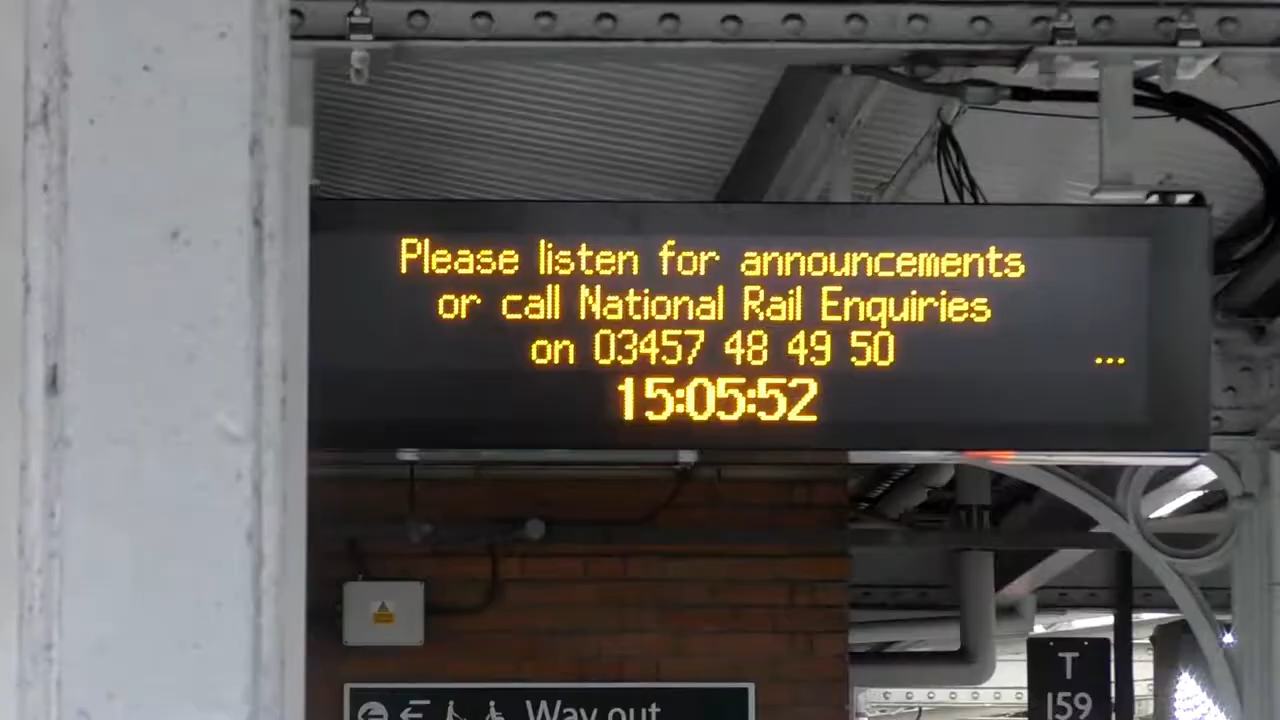 Please listen for announcements
or call National Rail Enquiries
on 03457 48 49 50 ...
15:05:52
Way out
T
159